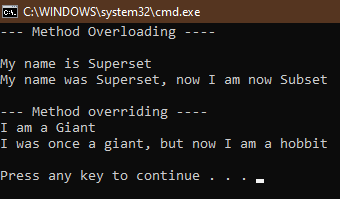 C:\WINDOWS\system32\cmd.exe
--- Method Overloading ----
My name is Superset
My name was Superset, now I am now Subset
--- Method overriding ----
I am a Giant
I was once a giant, but now I am a hobbit
Press any key to continue . . .